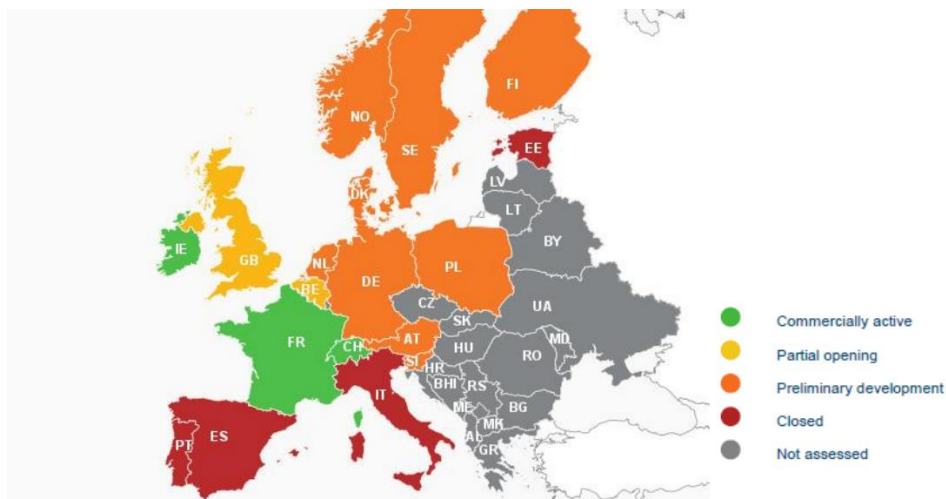 FI
NO
SE
EE
LV
DK
LT
IE
BY
GB
NL
DE
PL
BE
CZ
UA
SK
FR
CH
AT
HU
MD
RO
SI
HR
BHI
RS
IT
ME
BG
MK
PT
ES
AL
GR
Commercially active
Partial opening
Preliminary development
Closed
Not assessed